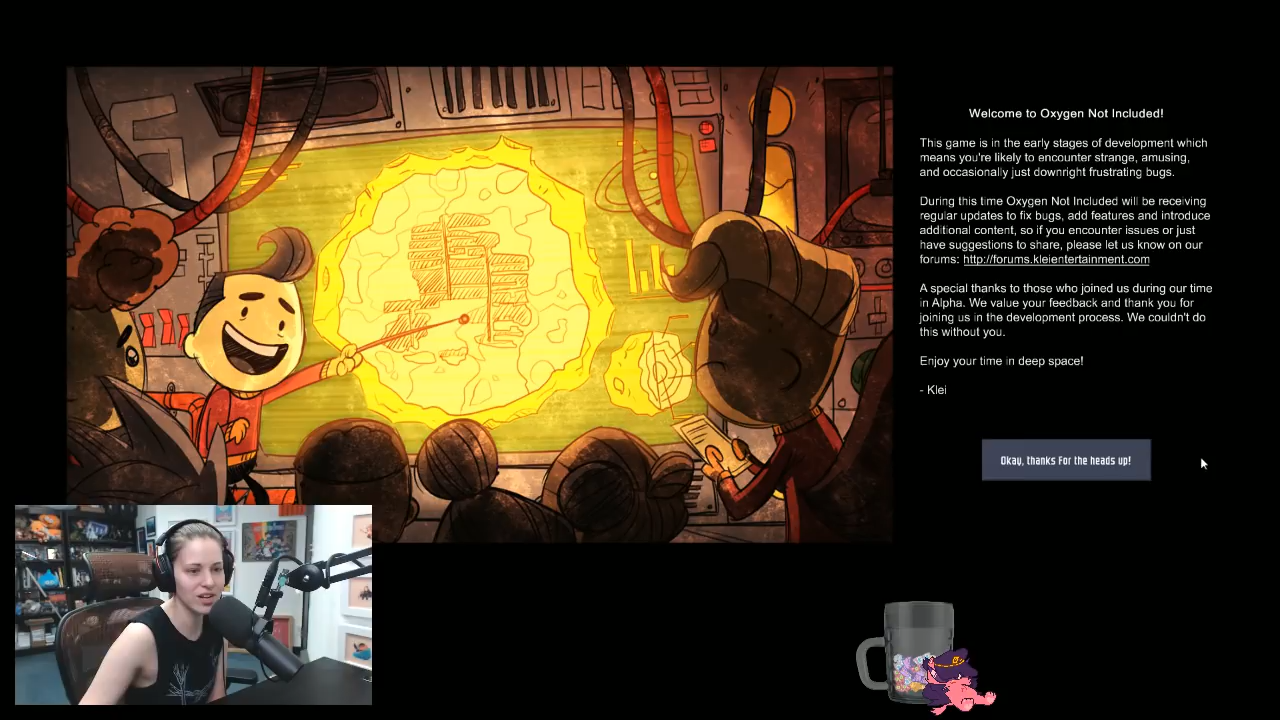 Welcome to Oxygen Not Included!
This game is in the early stages of development which
means you're likely to encounter strange, amusing,
and occasionally just downright frustrating bugs.
During this time Oxygen Not Included will be receiving
regular updates to fix bugs, add features and introduce
additional content, so if you encounter issues or just
have suggestions to share, please let us know on our
forums: http://forums.kleientertainment.com
A special thanks to those who joined us during our time
in Alpha. We value your feedback and thank you for
joining us in the development process. We couldn't do
this without you.
Enjoy your time in deep space!
- Klei
Okay, thanks For the heads up!